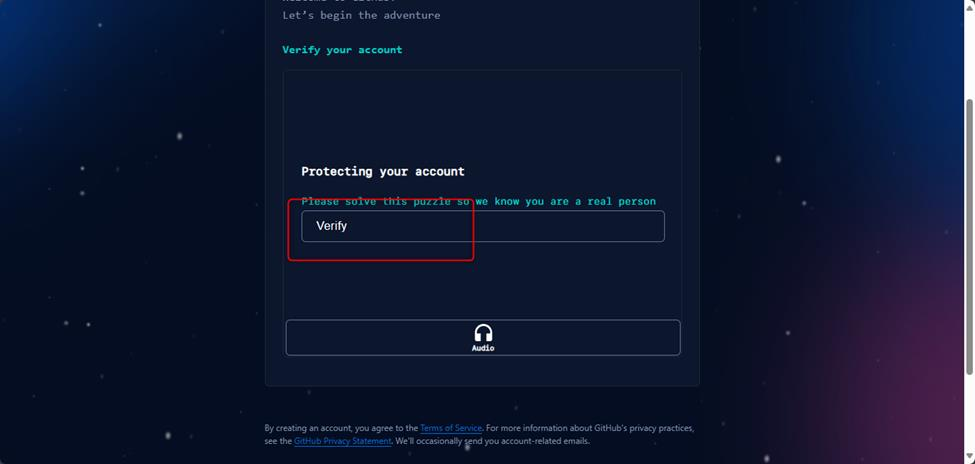 Let's begin the adventure
Verify your account
Protecting your account
Please solve this puzzle so we know you are a real person
Verify
Audio
By creating an account, you agree to the Terms of Service. For more information about GitHub's privacy practices,
see the GitHub Privacy Statement. We'll occasionally send you account-related emails.